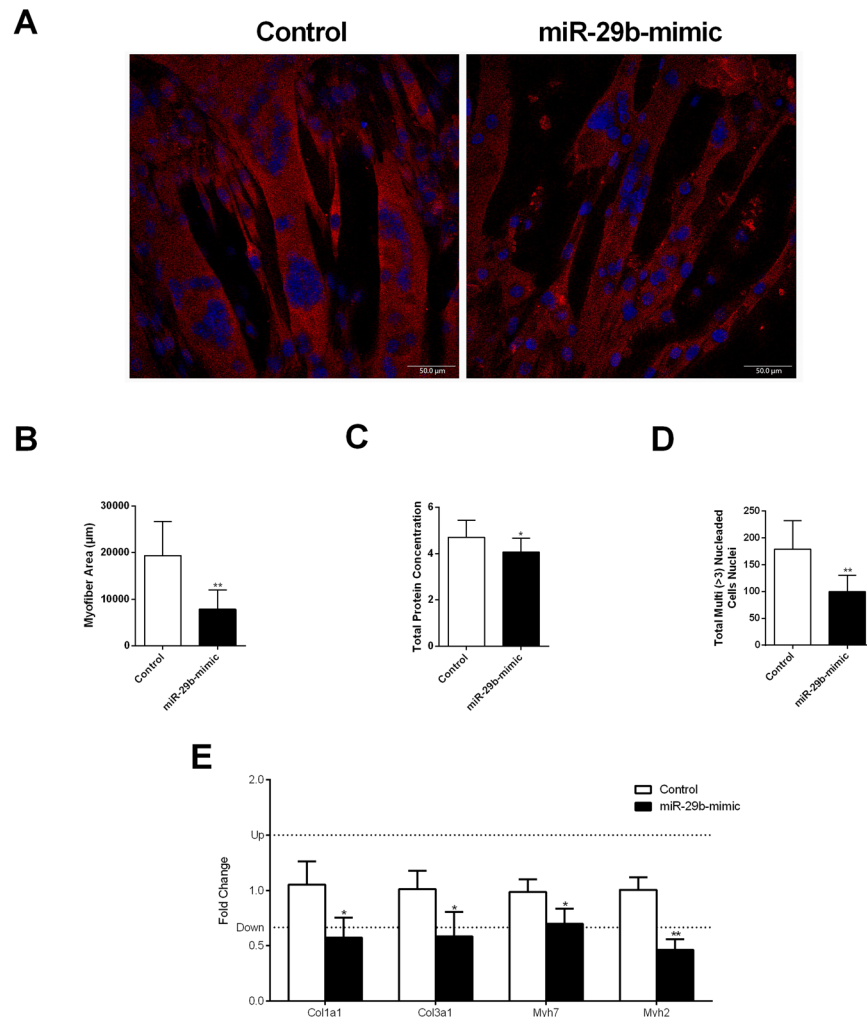 A
Control
miR-29b-mimic
50.0 µm
50.0 µm
B
C
D
Myofiber Area (µm)
30000
20000
10000
0
**
Control
miR-29b-mimic
Total Protein Concentration
6
4
2
0
*
Control
miR-29b-mimic
Total Multi (>3) Nucleaded
Cells Nuclei
250
200
150
100
50
0
**
Control
miR-29b-mimic
E
Fold Change
2.0
Up
1.0
Down
0.5
0.0
Control
miR-29b-mimic
*
*
*
**
Col1a1
Col3a1
Myh7
Myh2